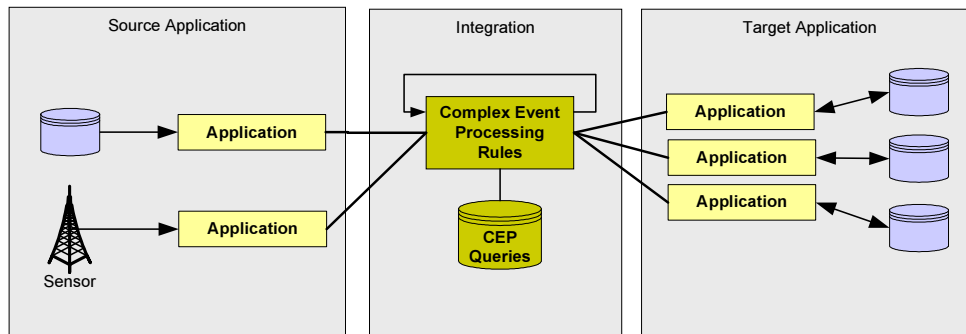 Source Application
Integration
Target Application
Application
Application
Sensor
Complex Event
Processing
Rules
CEP
Queries
Application
Application
Application